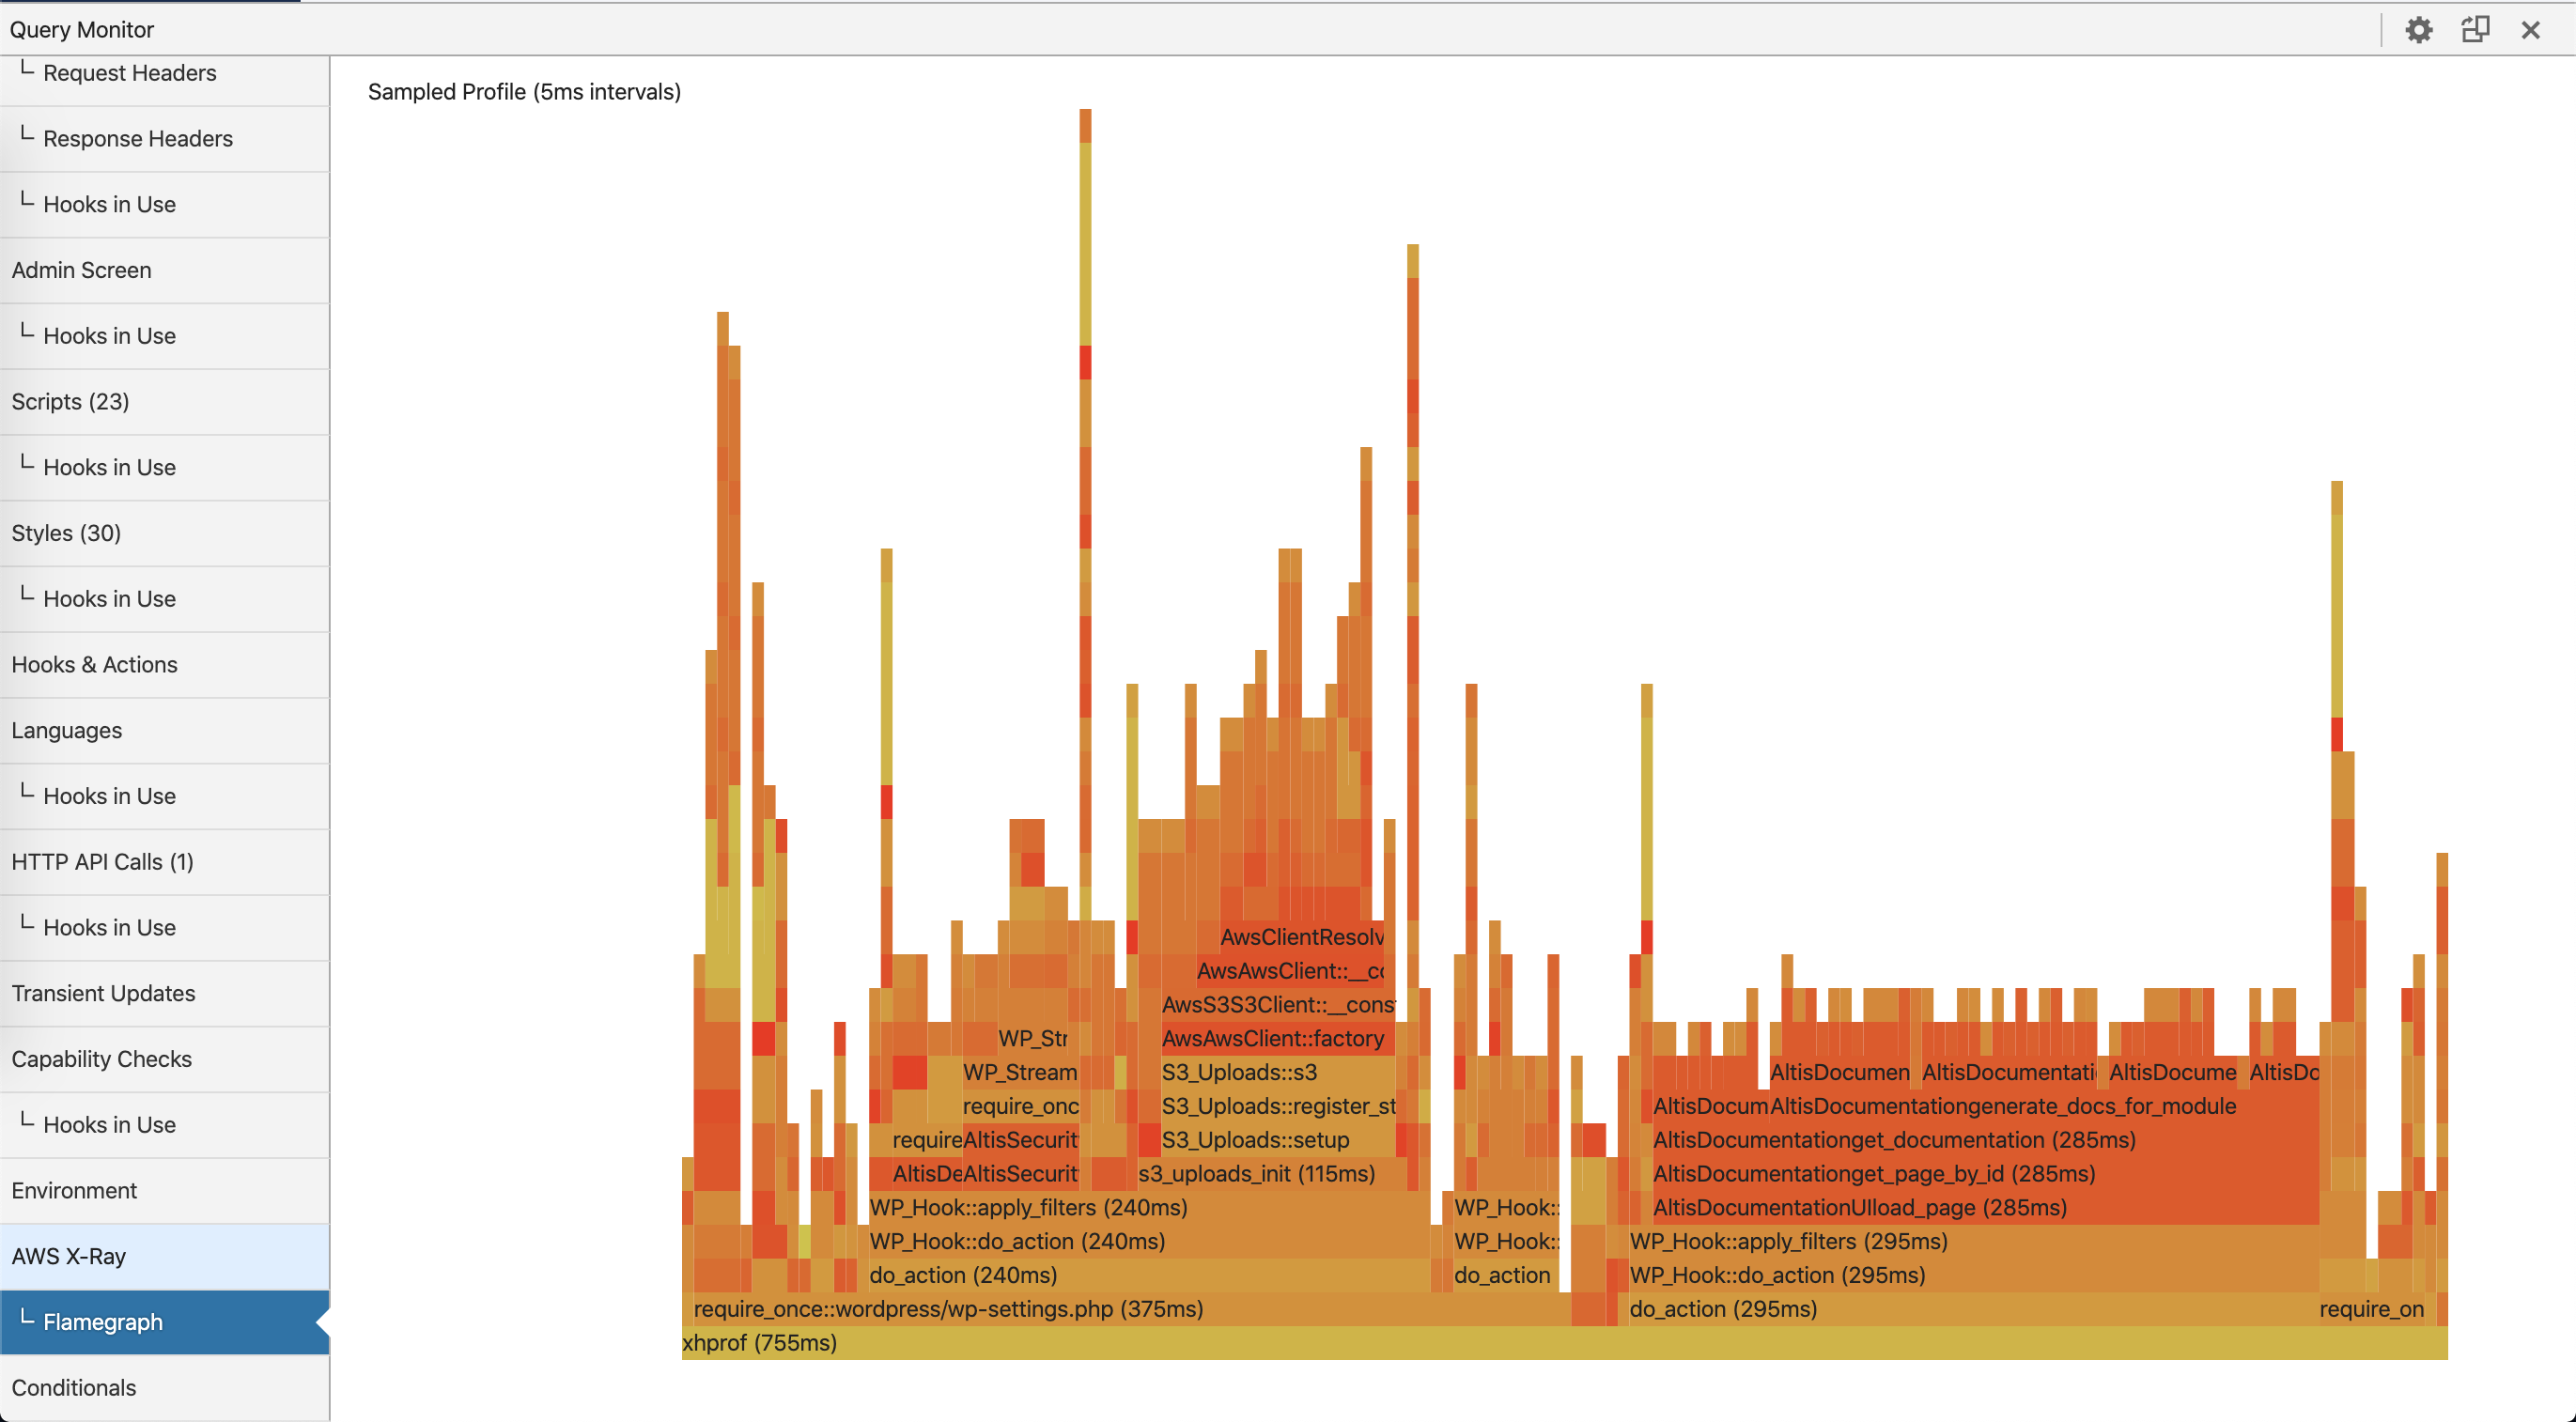 Query Monitor
Request Headers
Response Headers
Hooks in Use
Admin Screen
Hooks in Use
Scripts (23)
Hooks in Use
Styles (30)
Hooks in Use
Hooks & Actions
Languages
Hooks in Use
HTTP API Calls (1)
Hooks in Use
Transient Updates
Capability Checks
Hooks in Use
Environment
AWS X-Ray
Flamegraph
Conditionals
Sampled Profile (5ms intervals)
AwsClientResolv
AwsAwsClient::__co
AwsS3S3Client::__const
WP_Str
AwsAwsClient::factory
WP_Stream
S3_Uploads::s3
AltisDocumen
AltisDocumentati
AltisDocume
AltisDo
require_onc
S3_Uploads::register_st
AltisDocum
AltisDocumentationgenerate_docs_for_module
require
AltisSecurit
S3_Uploads::setup
AltisDocumentationget_documentation (285ms)
AltisDe
AltisSecurit
s3_uploads_init (115ms)
AltisDocumentationget_page_by_id (285ms)
WP_Hook::apply_filters (240ms)
WP_Hook::
AltisDocumentationUIload_page (285ms)
WP_Hook::do_action (240ms)
WP_Hook::
WP_Hook::apply_filters (295ms)
do_action (240ms)
do_action
WP_Hook::do_action (295ms)
require_once::wordpress/wp-settings.php (375ms)
do_action (295ms)
require_on
xhprof (755ms)